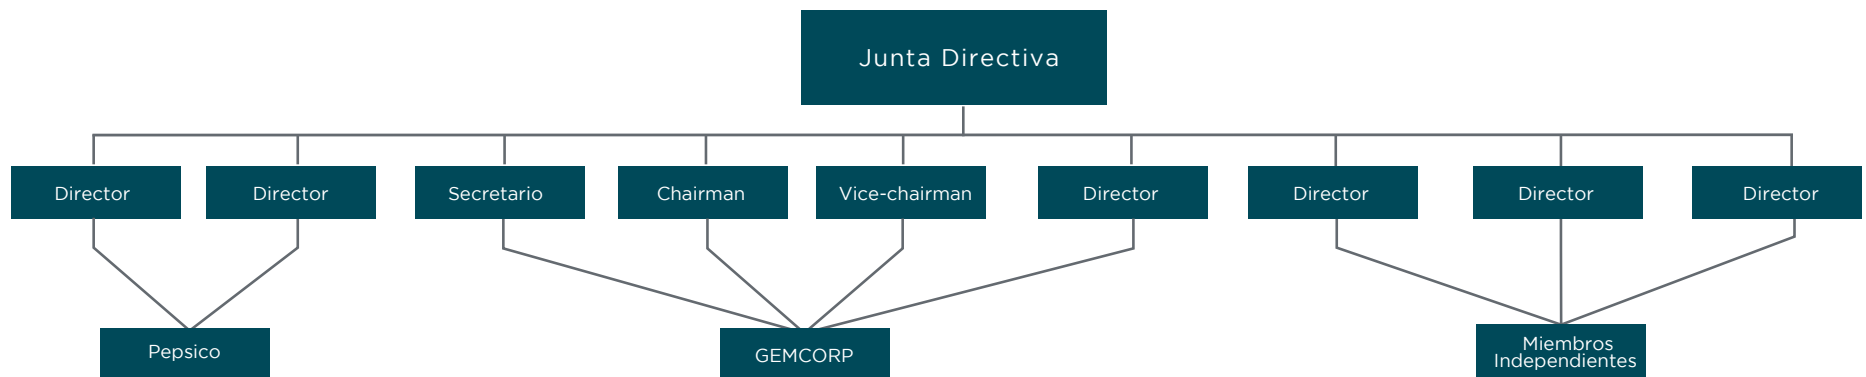 Junta Directiva
Director
Director
Secretario
Chairman
Vice-chairman
Director
Director
Director
Director
Pepsico
GEMCORP
Miembros
Independientes